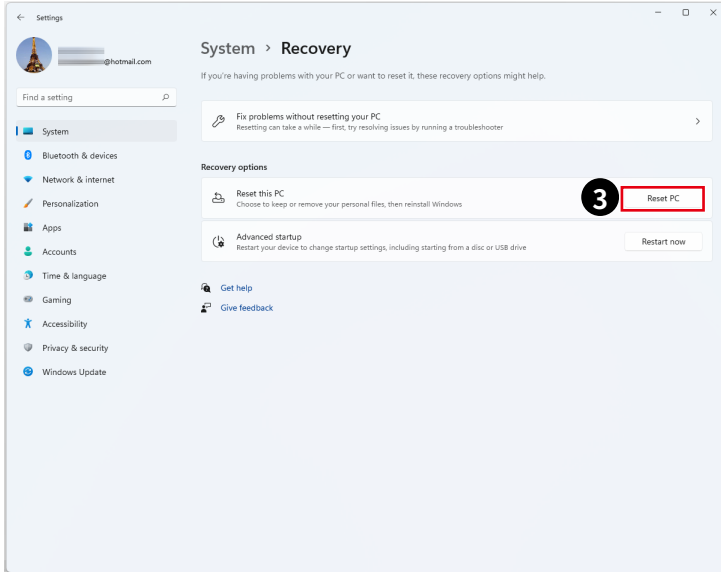 Settings
@hotmail.com
Find a setting
System
Bluetooth & devices
Network & internet
Personalization
Apps
Accounts
Time & language
Gaming
Accessibility
Privacy & security
Windows Update
System > Recovery
If you're having problems with your PC or want to reset it, these recovery options might help.
Fix problems without resetting your PC
Resetting can take a while — first, try resolving issues by running a troubleshooter
Recovery options
Reset this PC
Choose to keep or remove your personal files, then reinstall Windows
3
Reset PC
Advanced startup
Restart your device to change startup settings, including starting from a disc or USB drive
Restart now
Get help
Give feedback